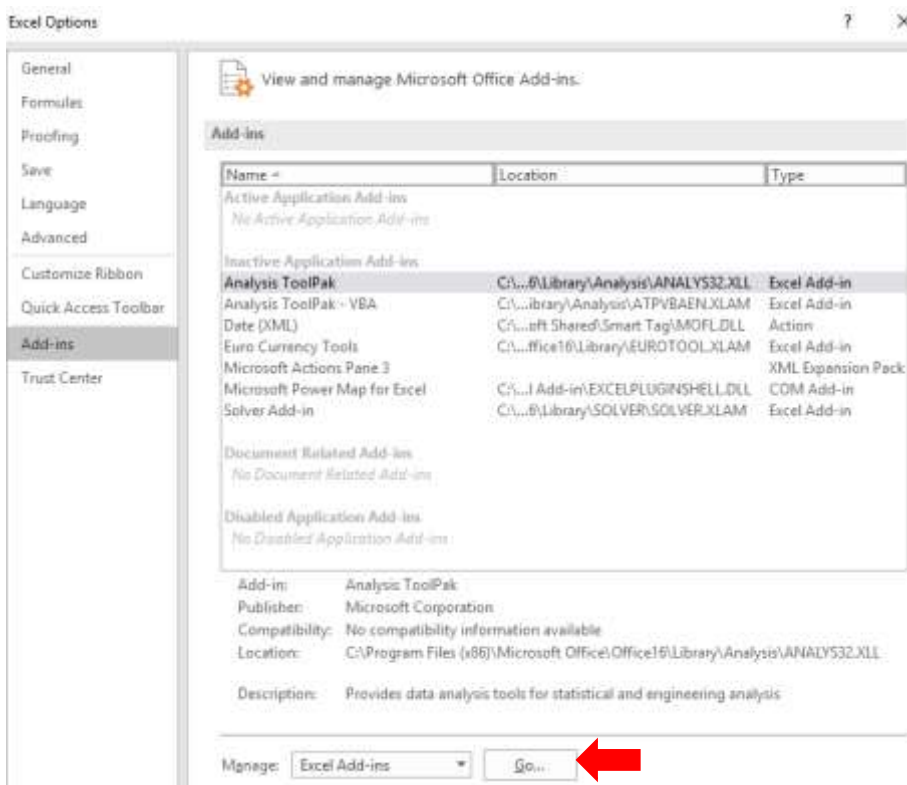 Excel Options ? ✕
General
Formulas
Proofing
Save
Language
Advanced
Customize Ribbon
Quick Access Toolbar
Add-ins
Trust Center
View and manage Microsoft Office Add-ins.
Add-ins
Name Location Type
Active Application Add-ins
No Active Application Add-ins
Inactive Application Add-ins
Analysis ToolPak C:\...6\Library\Analysis\ANALYS32.XLL Excel Add-in
Analysis ToolPak - VBA C:\...ibrary\Analysis\ATPVBAEN.XLAM Excel Add-in
Date (XML) C:\...oft Shared\Smart Tag\MOFL.DLL Action
Euro Currency Tools C:\...ffice16\Library\EUROTOOL.XLAM Excel Add-in
Microsoft Actions Pane 3 XML Expansion Pack
Microsoft Power Map for Excel C:\...l Add-in\EXCELPLUGINSHELL.DLL COM Add-in
Solver Add-in C:\...6\Library\SOLVER\SOLVER.XLAM Excel Add-in
Document Related Add-ins
No Document Related Add-ins
Disabled Application Add-ins
No Disabled Application Add-ins
Add-in: Analysis ToolPak
Publisher: Microsoft Corporation
Compatibility: No compatibility information available
Location: C:\Program Files (x86)\Microsoft Office\Office16\Library\Analysis\ANALYS32.XLL
Description: Provides data analysis tools for statistical and engineering analysis
Manage: Excel Add-ins Go...